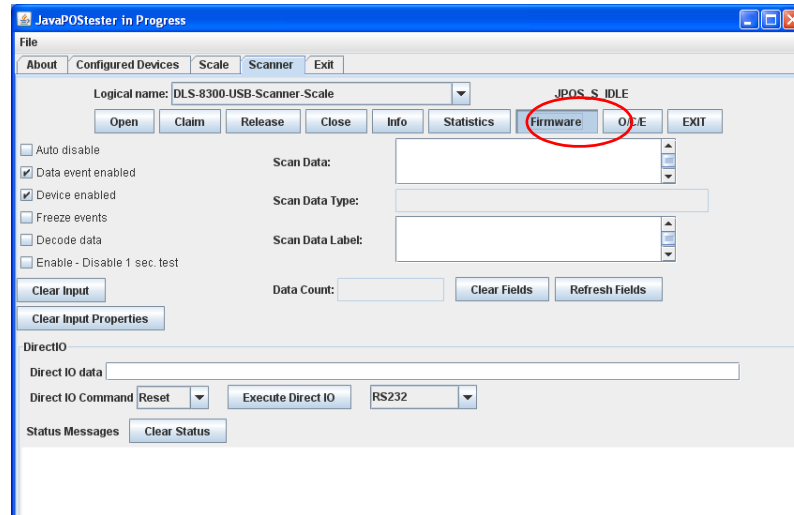 JavaPOStester in Progress
File
About Configured Devices Scale Scanner Exit
Logical name: DLS-8300-USB-Scanner-Scale JPOS_S_IDLE
Open Claim Release Close Info Statistics Firmware O/C/E EXIT
Auto disable
Scan Data:
Data event enabled
Device enabled
Scan Data Type:
Freeze events
Decode data
Scan Data Label:
Enable - Disable 1 sec. test
Clear Input Data Count: Clear Fields Refresh Fields
Clear Input Properties
DirectIO
Direct IO data
Direct IO Command Reset Execute Direct IO RS232
Status Messages Clear Status